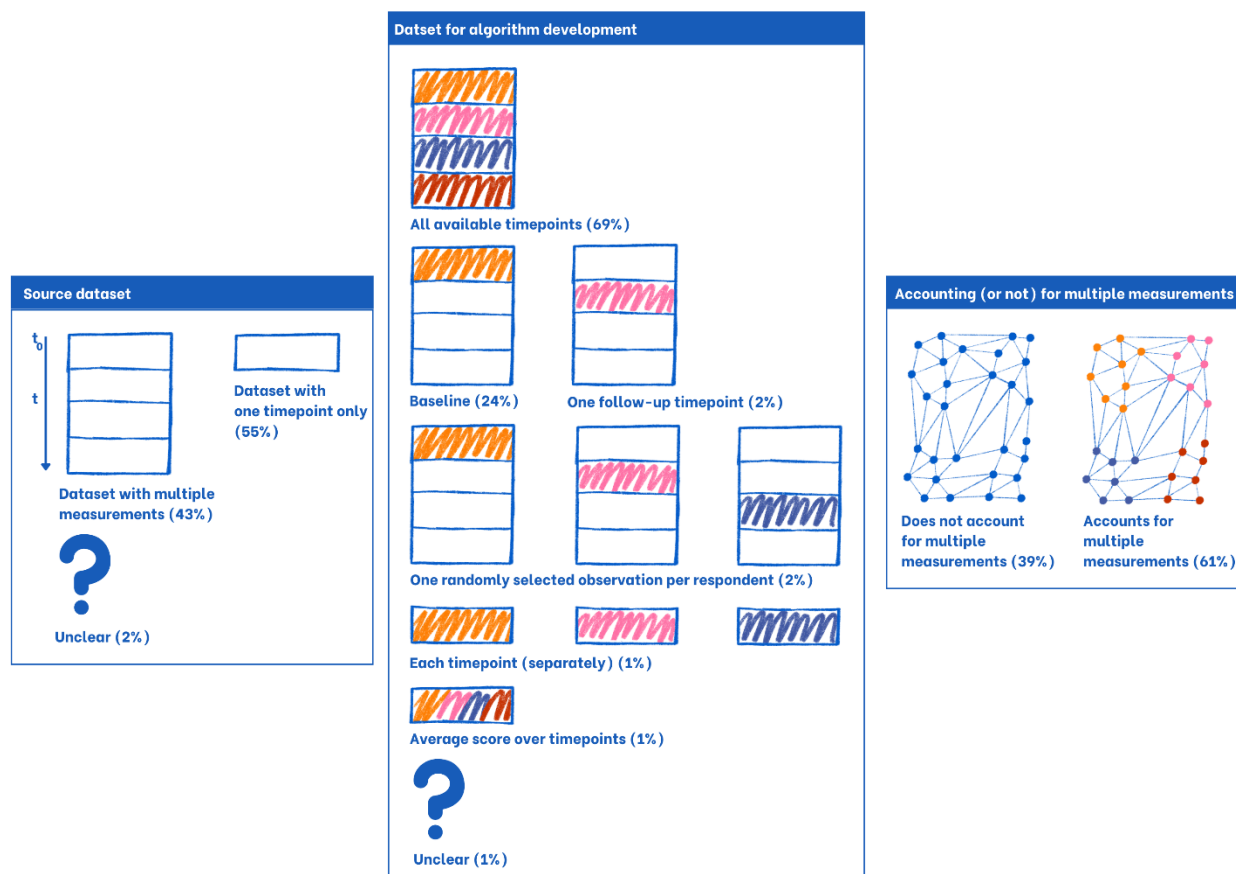 Source dataset
t0
t
Dataset with
one timepoint only
(55%)
Dataset with multiple
measurements (43%)
?
Unclear (2%)
Datset for algorithm development
All available timepoints (69%)
Baseline (24%)
One follow-up timepoint (2%)
One randomly selected observation per respondent (2%)
Each timepoint (separately) (1%)
Average score over timepoints (1%)
?
Unclear (1%)
Accounting (or not) for multiple measurements
Does not account
for multiple
measurements (39%)
Accounts for
multiple
measurements (61%)